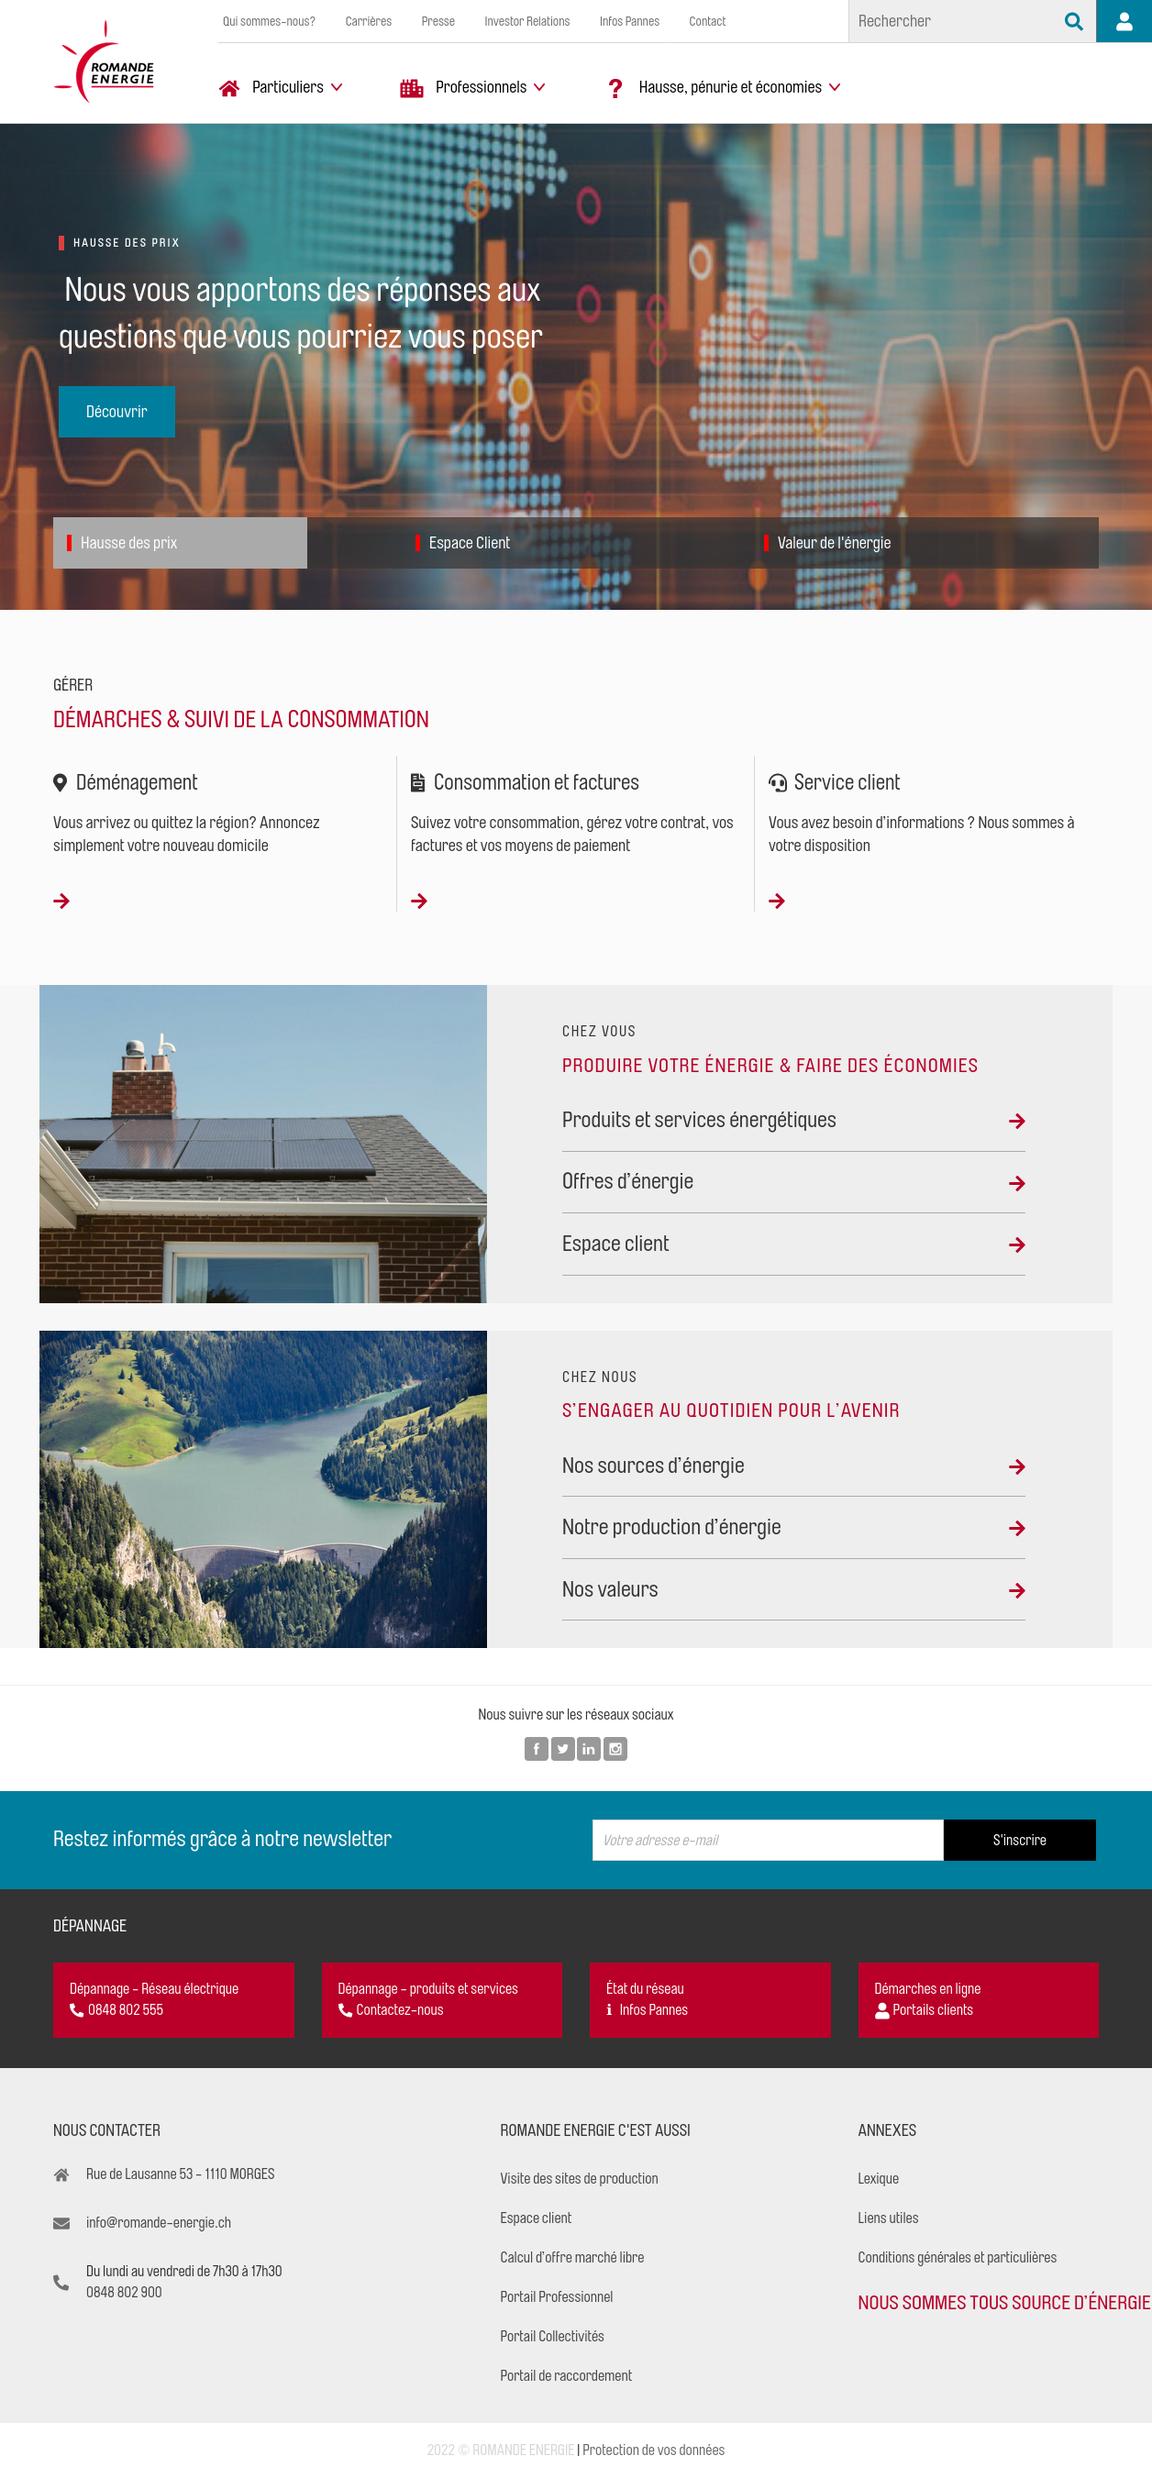 Qui sommes-nous?
Carrières
Presse
Investor Relations
Infos Pannes
Contact
Rechercher
ROMANDE
ENERGIE
Particuliers
Professionnels
Hausse, pénurie et économies
HAUSSE DES PRIX
Nous vous apportons des réponses aux
questions que vous pourriez vous poser
Découvrir
Hausse des prix
Espace Client
Valeur de l'énergie
GÉRER
DÉMARCHES & SUIVI DE LA CONSOMMATION
Déménagement
Vous arrivez ou quittez la région? Annoncez
simplement votre nouveau domicile
Consommation et factures
Suivez votre consommation, gérez votre contrat, vos
factures et vos moyens de paiement
Service client
Vous avez besoin d'informations ? Nous sommes à
votre disposition
CHEZ VOUS
PRODUIRE VOTRE ÉNERGIE & FAIRE DES ÉCONOMIES
Produits et services énergétiques
Offres d'énergie
Espace client
CHEZ NOUS
S'ENGAGER AU QUOTIDIEN POUR L'AVENIR
Nos sources d'énergie
Notre production d'énergie
Nos valeurs
Nous suivre sur les réseaux sociaux
Restez informés grâce à notre newsletter
Votre adresse e-mail
S'inscrire
DÉPANNAGE
Dépannage - Réseau électrique
0848 802 555
Dépannage - produits et services
Contactez-nous
État du réseau
Infos Pannes
Démarches en ligne
Portails clients
NOUS CONTACTER
Rue de Lausanne 53 - 1110 MORGES
info@romande-energie.ch
Du lundi au vendredi de 7h30 à 17h30
0848 802 900
ROMANDE ENERGIE C'EST AUSSI
Visite des sites de production
Espace client
Calcul d'offre marché libre
Portail Professionnel
Portail Collectivités
Portail de raccordement
ANNEXES
Lexique
Liens utiles
Conditions générales et particulières
NOUS SOMMES TOUS SOURCE D'ÉNERGIE
2022 © ROMANDE ENERGIE | Protection de vos données